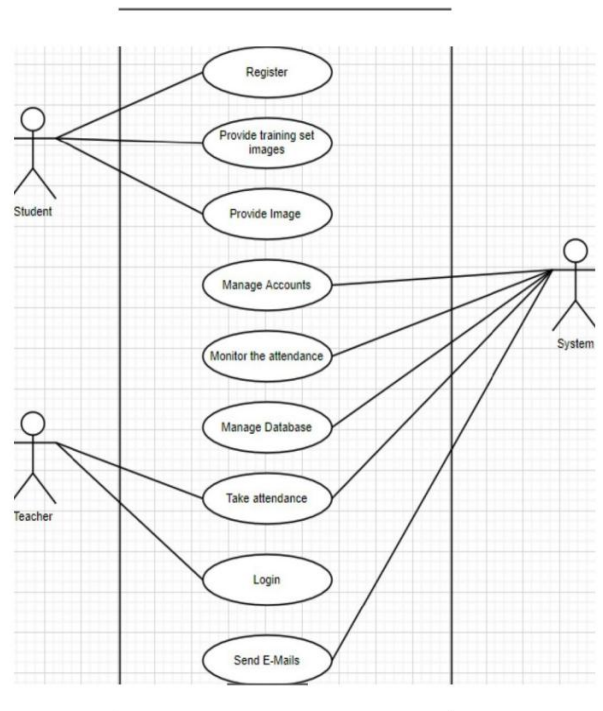 Register
Provide training set
images
Student
Provide Image
Manage Accounts
System
Monitor the attendance
Manage Database
Teacher
Take attendance
Login
Send E-Mails